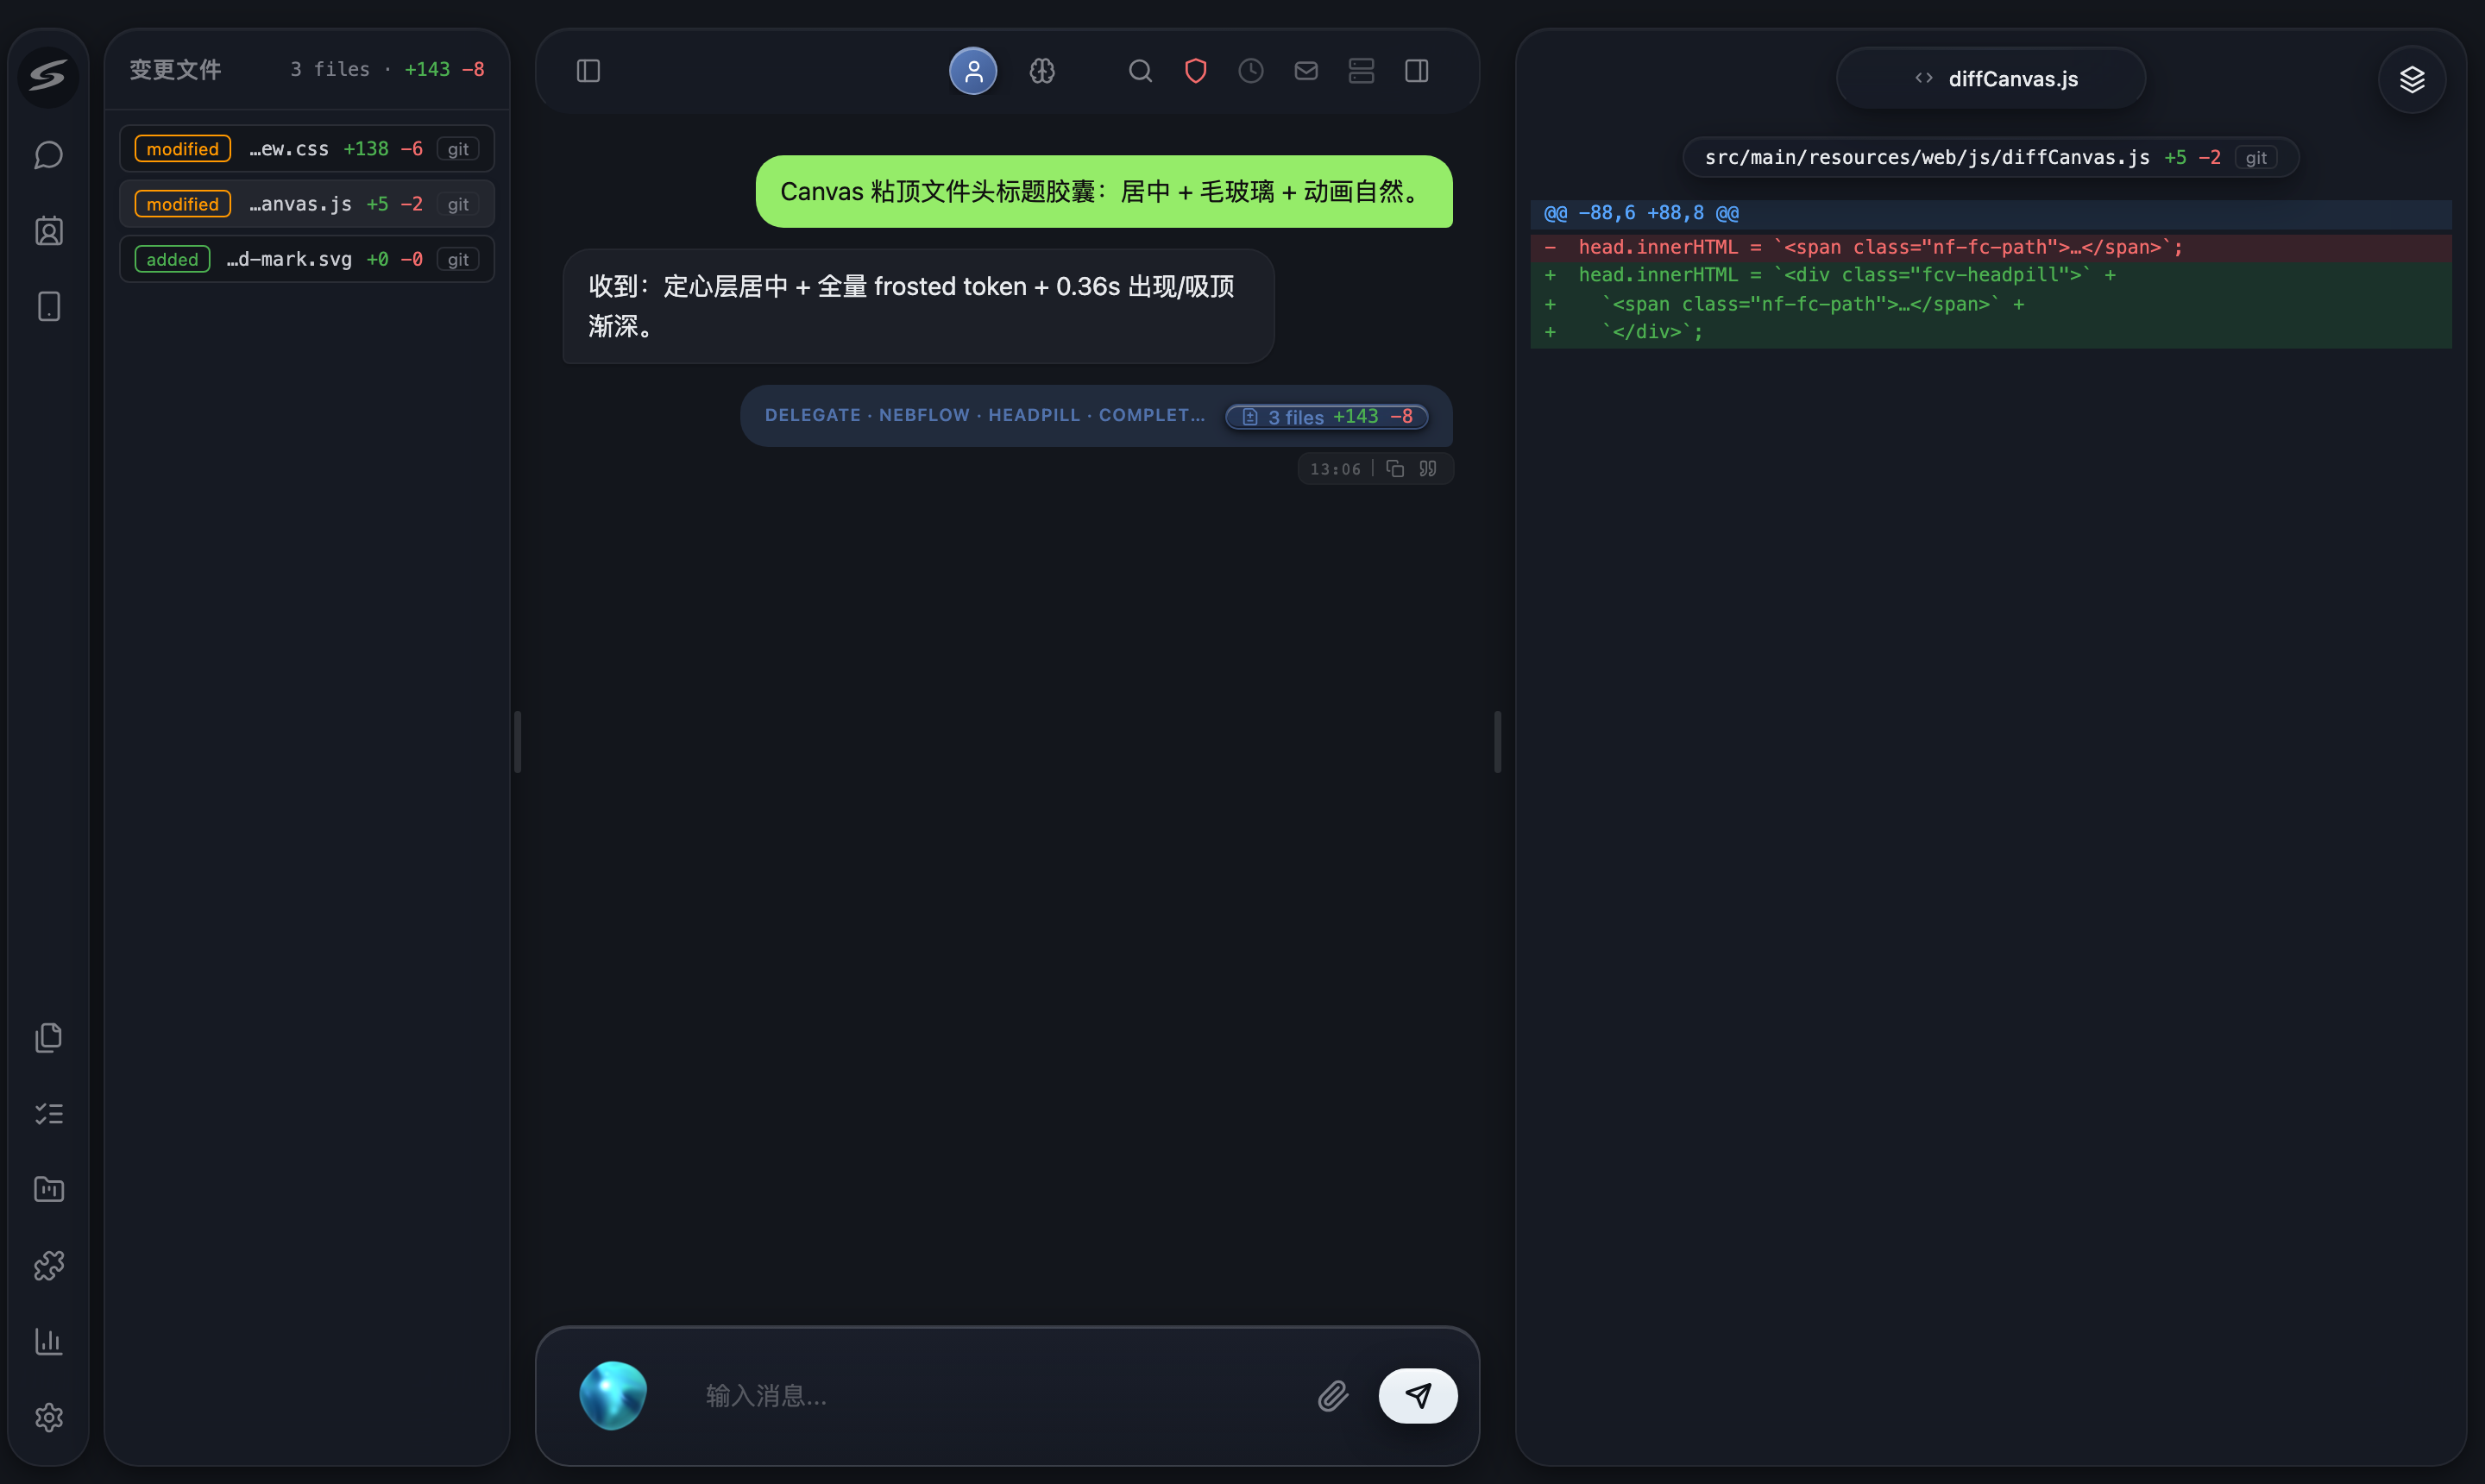 变更文件 3 files · +143 −8
modified …ew.css +138 −6 git
modified …anvas.js +5 −2 git
added …d-mark.svg +0 −0 git
Canvas 粘顶文件头标题胶囊：居中 + 毛玻璃 + 动画自然。
收到：定心层居中 + 全量 frosted token + 0.36s 出现/吸顶
渐深。
DELEGATE · NEBFLOW · HEADPILL · COMPLET… 3 files +143 −8
13:06
输入消息...
diffCanvas.js
src/main/resources/web/js/diffCanvas.js +5 −2 git
@@ −88,6 +88,8 @@
− head.innerHTML = `<span class="nf-fc-path">…</span>`;
+ head.innerHTML = `<div class="fcv-headpill">` +
+ `<span class="nf-fc-path">…</span>` +
+ `</div>`;